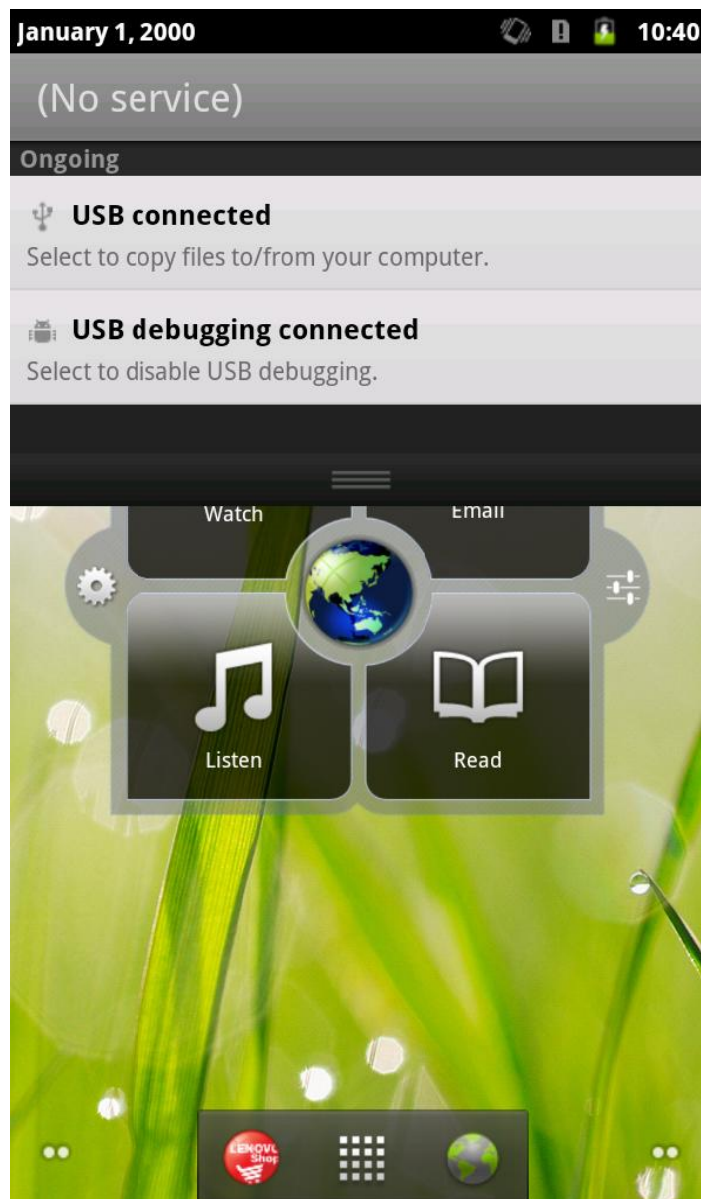 January 1, 2000 10:40
(No service)
Ongoing
USB connected
Select to copy files to/from your computer.
USB debugging connected
Select to disable USB debugging.
Watch Email
Listen Read
LENOVO
Shop